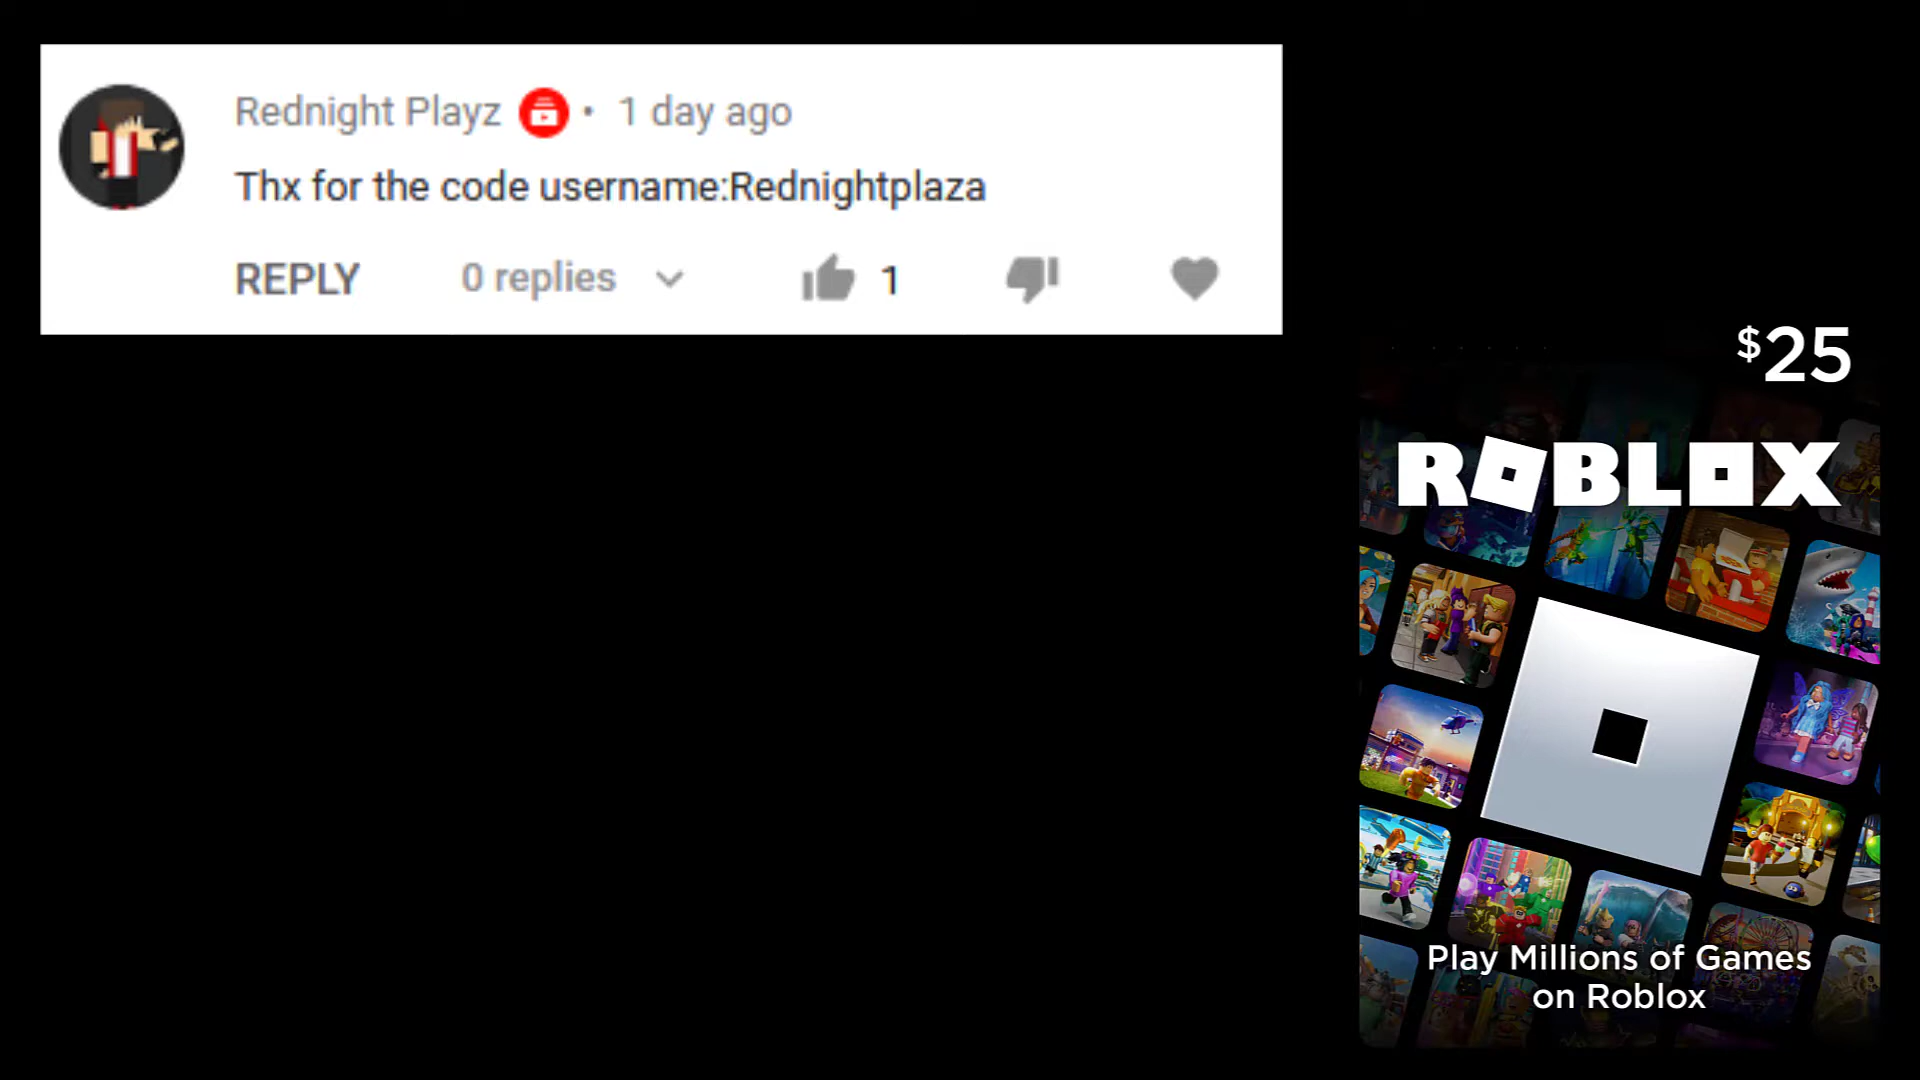 Rednight Playz • 1 day ago
Thx for the code username:Rednightplaza
REPLY 0 replies 1
$25
ROBLOX
Play Millions of Games
on Roblox